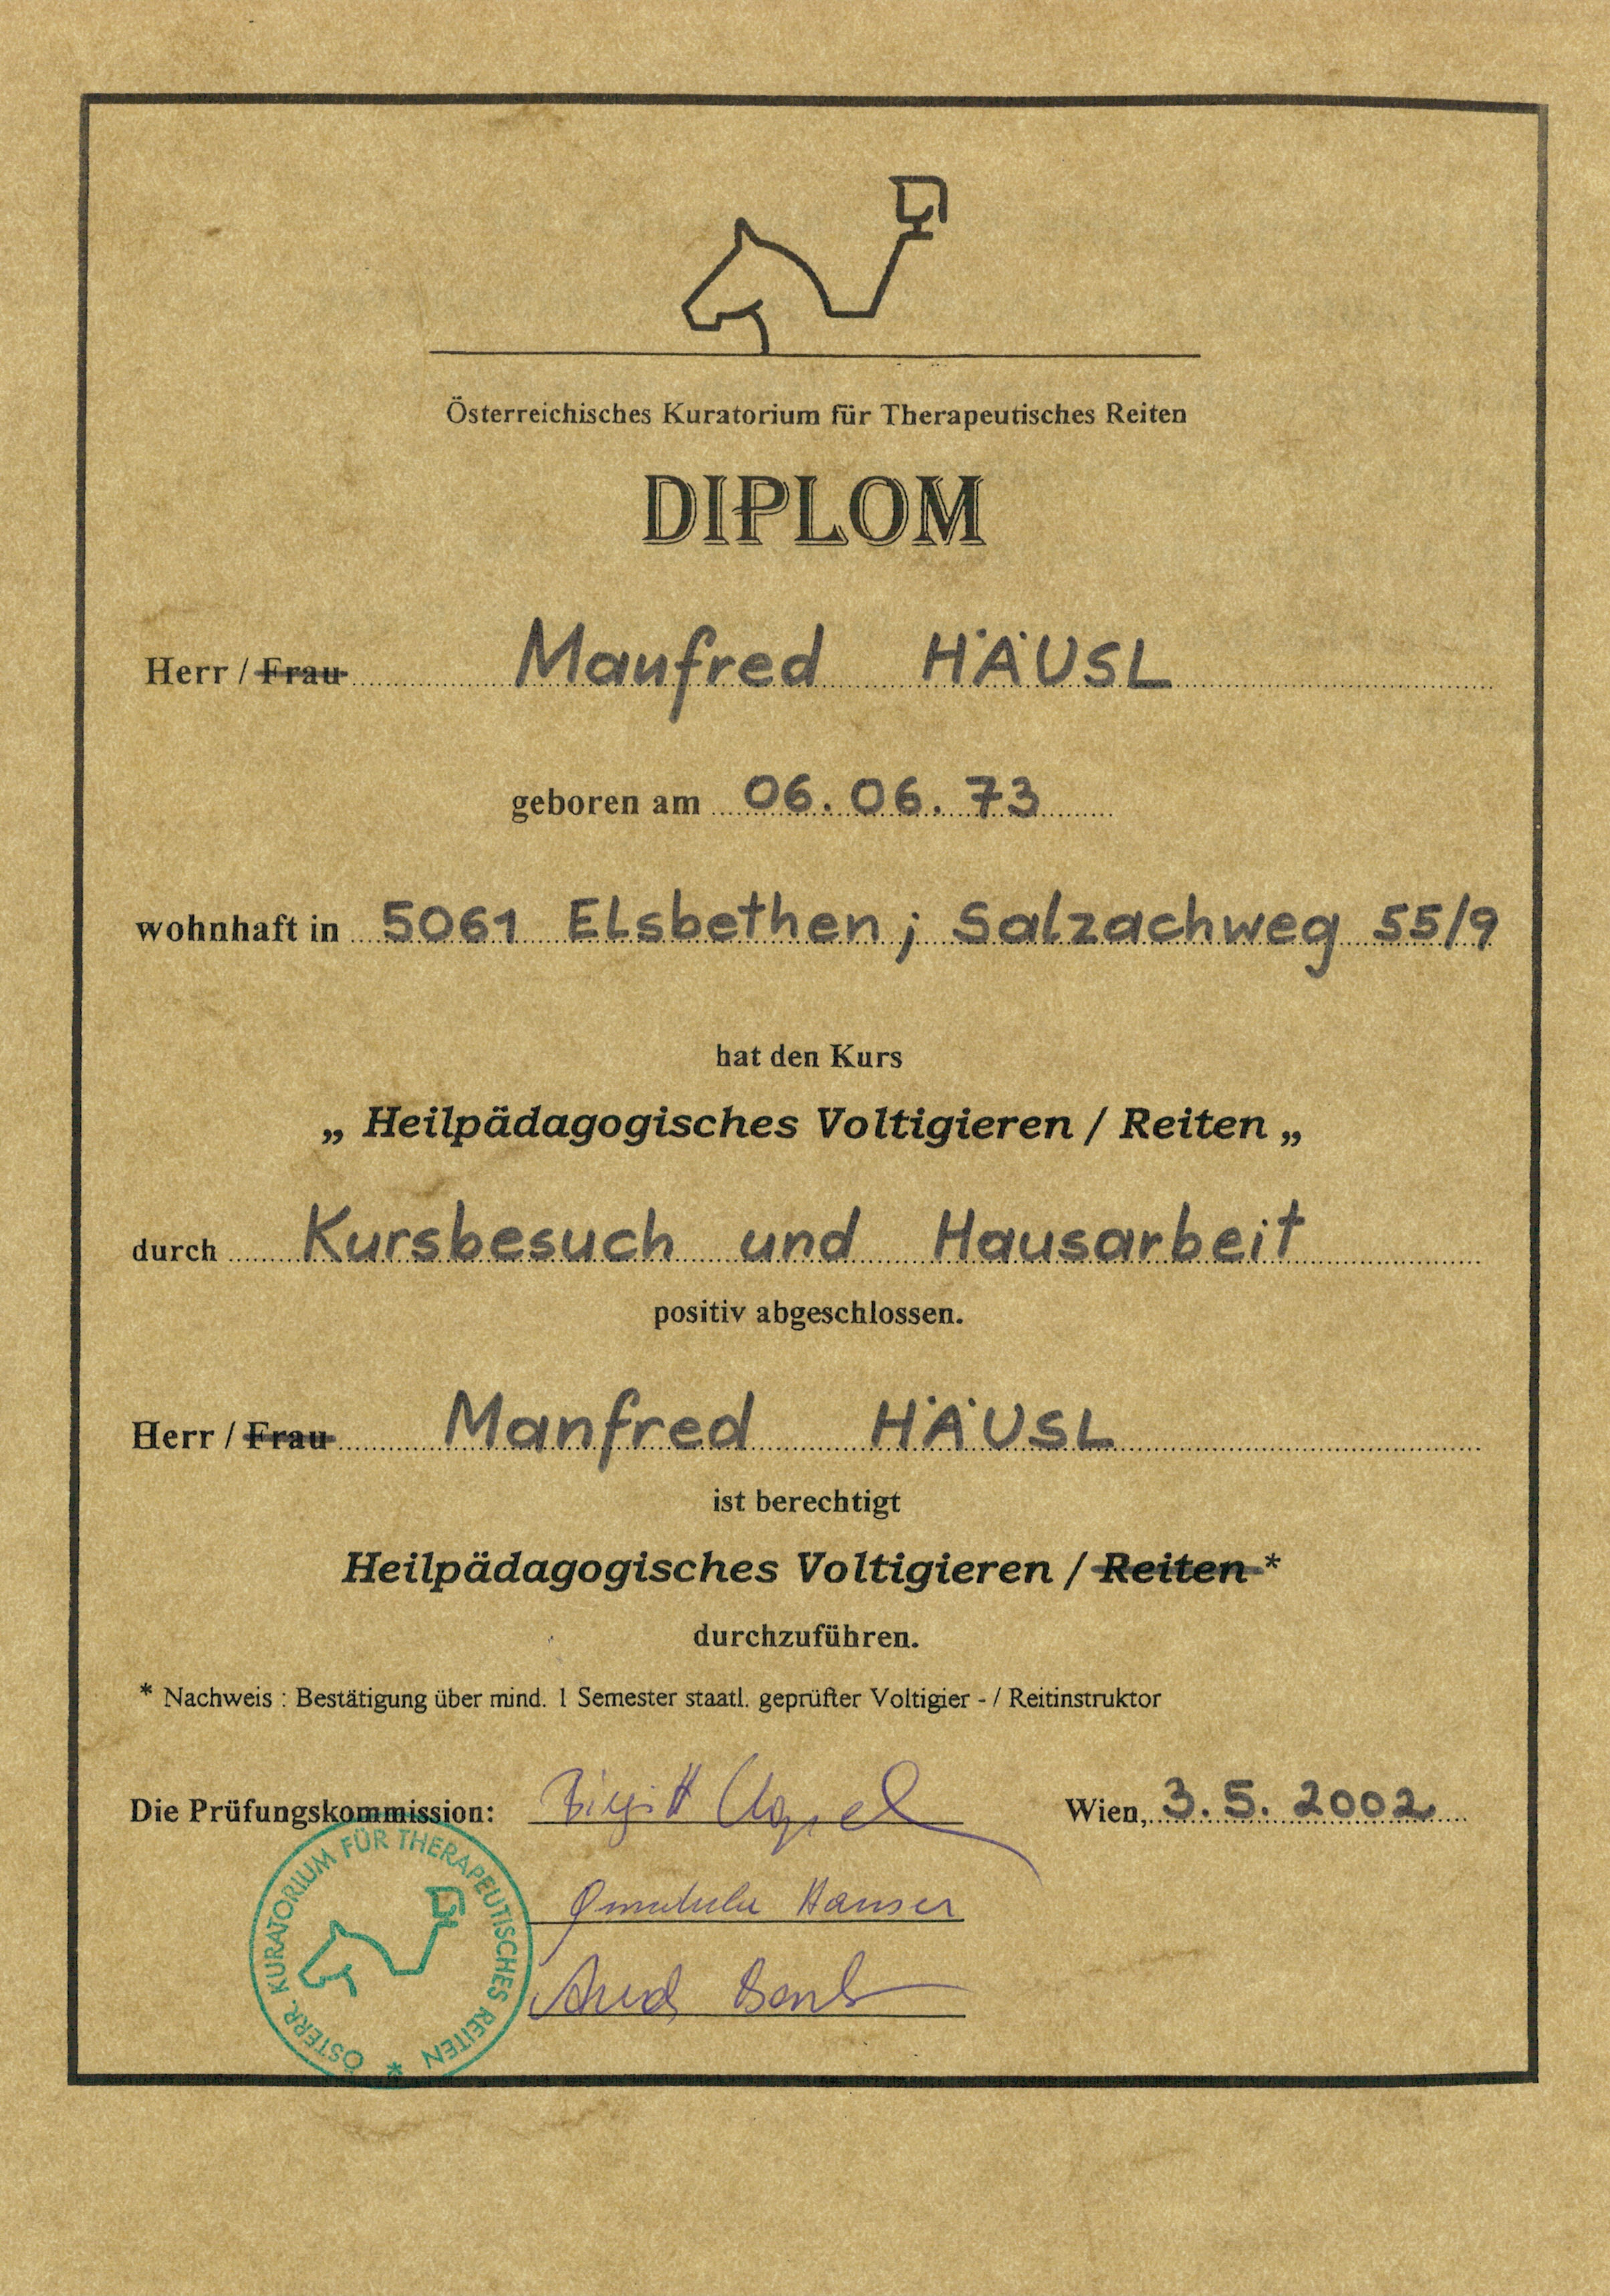 Österreichisches Kuratorium für Therapeutisches Reiten
DIPLOM
Herr / Frau Manfred HÄUSL
geboren am 06.06.73
wohnhaft in 5061 Elsbethen; Salzachweg 55/9
hat den Kurs
„ Heilpädagogisches Voltigieren / Reiten „
durch Kursbesuch und Hausarbeit
positiv abgeschlossen.
Herr / Frau Manfred HÄUSL
ist berechtigt
Heilpädagogisches Voltigieren / Reiten *
durchzuführen.
* Nachweis : Bestätigung über mind. 1 Semester staatl. geprüfter Voltigier - / Reitinstruktor
Die Prüfungskommission: Birgitt Wien, 3.5.2002
Hauser
ÖSTERR. KURATORIUM FÜR THERAPEUTISCHES REITEN *